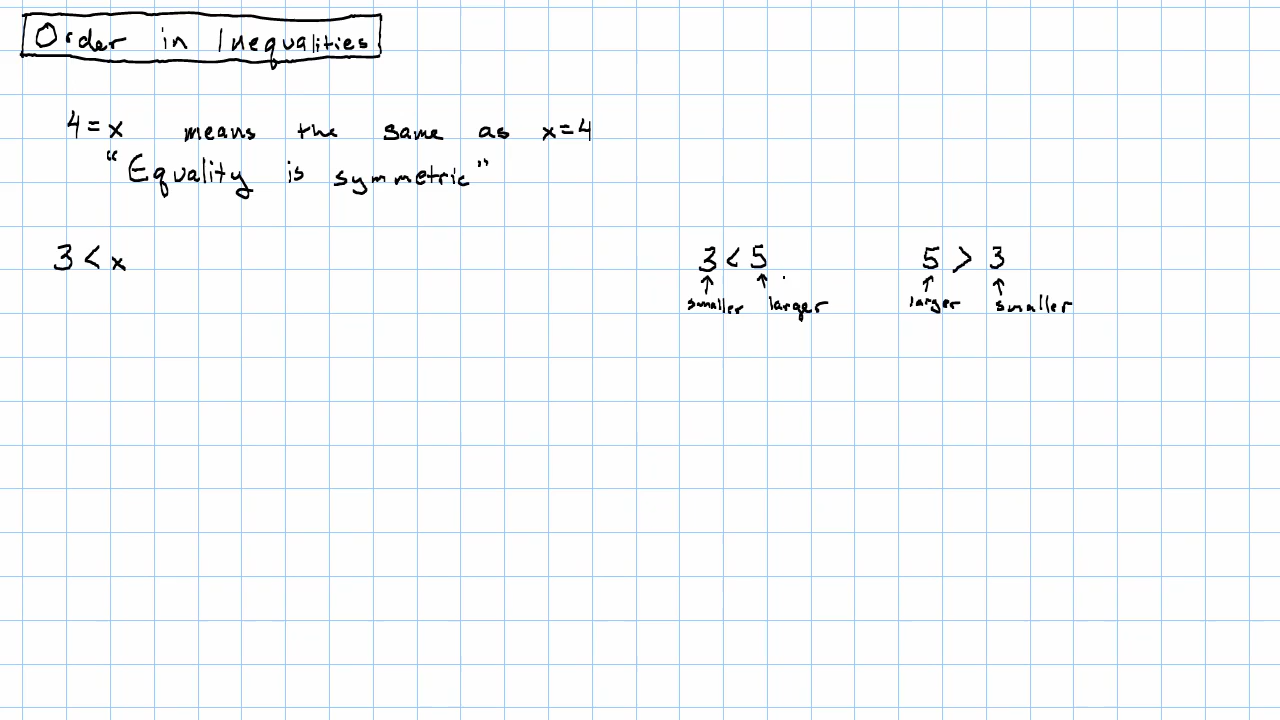 Order in Inequalities
4 = x means the same as x = 4
"Equality is symmetric"
3 < x
3 < 5
smaller larger
5 > 3
larger smaller